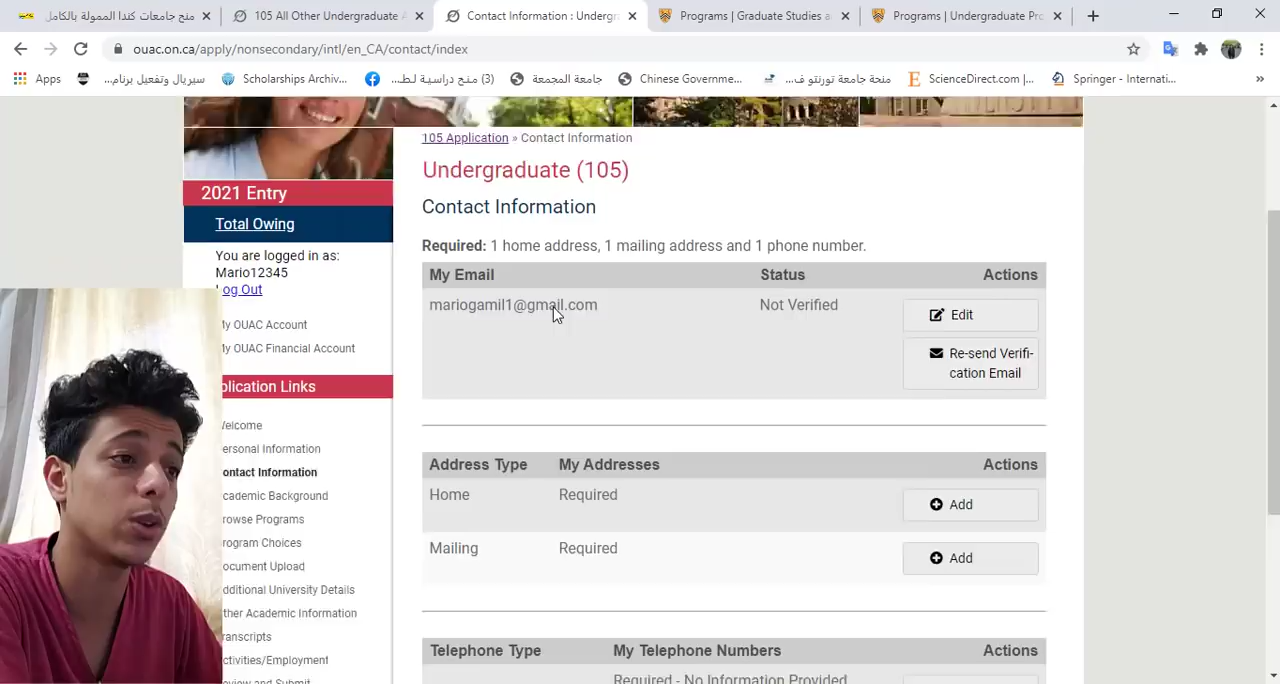 منح جامعات كندا الممولة بالكامل
105 All Other Undergraduate A
Contact Information : Undergr
Programs | Graduate Studies a
Programs | Undergraduate Pro
ouac.on.ca/apply/nonsecondary/intl/en_CA/contact/index
Apps
سيريال وتفعيل برنام...
Scholarships Archiv...
(3) منح دراسية لط...
جامعة المجمعة
Chinese Governme...
منحة جامعة تورنتو ف...
ScienceDirect.com |...
Springer - Internati...
»
105 Application » Contact Information
Undergraduate (105)
2021 Entry
Contact Information
Total Owing
Required: 1 home address, 1 mailing address and 1 phone number.
You are logged in as:
Mario12345
og Out
My Email Status Actions
mariogamil1@gmail.com Not Verified Edit
y OUAC Account
y OUAC Financial Account
Re-send Verifi-
cation Email
plication Links
elcome
ersonal Information
ontact Information
cademic Background
rowse Programs
rogram Choices
ocument Upload
dditional University Details
ther Academic Information
anscripts
ctivities/Employment
eview and Submit
Address Type My Addresses Actions
Home Required Add
Mailing Required Add
Telephone Type My Telephone Numbers Actions
Required - No Information Provided